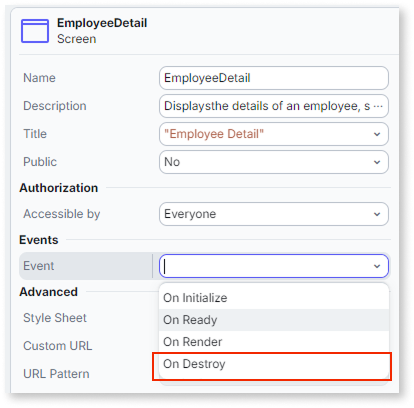 EmployeeDetail
Screen
Name EmployeeDetail
Description Displaysthe details of an employee, s ···
Title "Employee Detail"
Public No
Authorization
Accessible by Everyone
Events
Event
On Initialize
Advanced
Style Sheet On Ready
Custom URL On Render
URL Pattern On Destroy